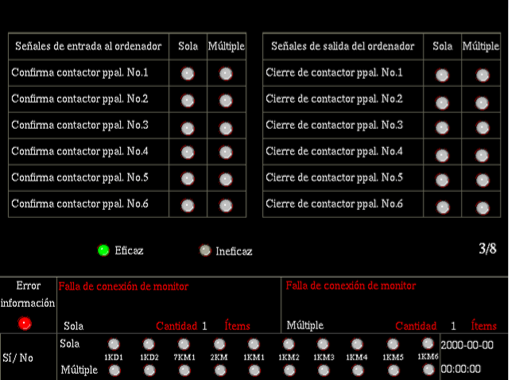 Señales de entrada al ordenador Sola Múltiple Señales de salida del ordenador Sola Múltiple
Confirma contactor ppal. No.1 Cierre de contactor ppal. No.1
Confirma contactor ppal. No.2 Cierre de contactor ppal. No.2
Confirma contactor ppal. No.3 Cierre de contactor ppal. No.3
Confirma contactor ppal. No.4 Cierre de contactor ppal. No.4
Confirma contactor ppal. No.5 Cierre de contactor ppal. No.5
Confirma contactor ppal. No.6 Cierre de contactor ppal. No.6
Eficaz Ineficaz 3/8
Error información
Falla de conexión de monitor Falla de conexión de monitor
Sola Cantidad 1 Ítems Múltiple Cantidad 1 Ítems
Sí/No
Sola 2000-00-00
1KD1 1KD2 7KM1 2KM 1KM1 1KM2 1KM3 1KM4 1KM5 1KM6
Múltiple 00:00:00